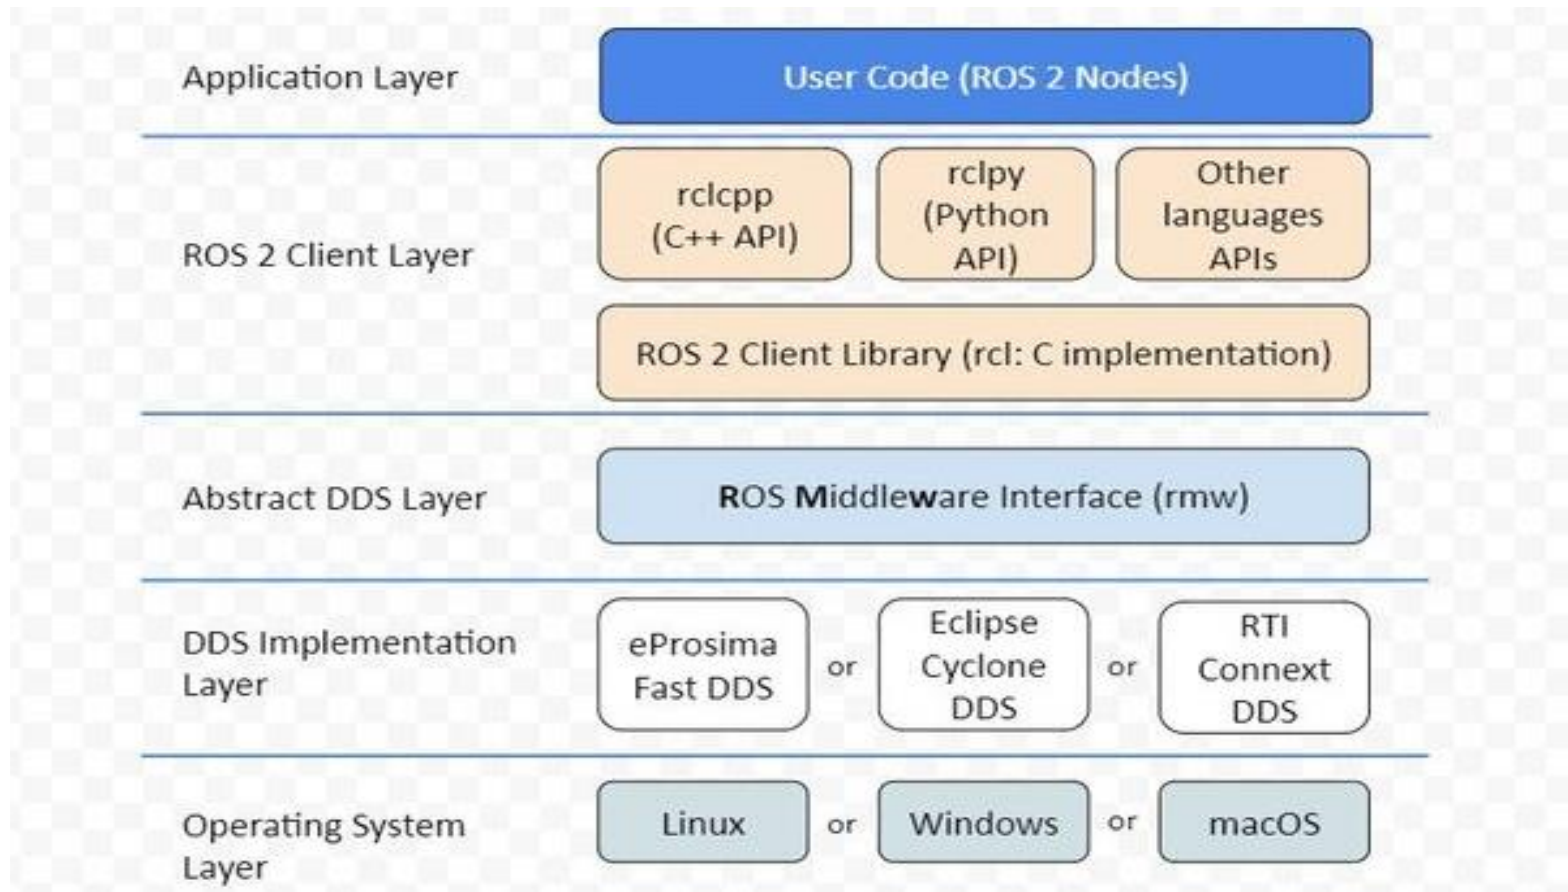 Application Layer
User Code (ROS 2 Nodes)
ROS 2 Client Layer
rclcpp
(C++ API)
rclpy
(Python
API)
Other
languages
APIs
ROS 2 Client Library (rcl: C implementation)
Abstract DDS Layer
ROS Middleware Interface (rmw)
DDS Implementation
Layer
eProsima
Fast DDS
or
Eclipse
Cyclone
DDS
or
RTI
Connext
DDS
Operating System
Layer
Linux
or
Windows
or
macOS